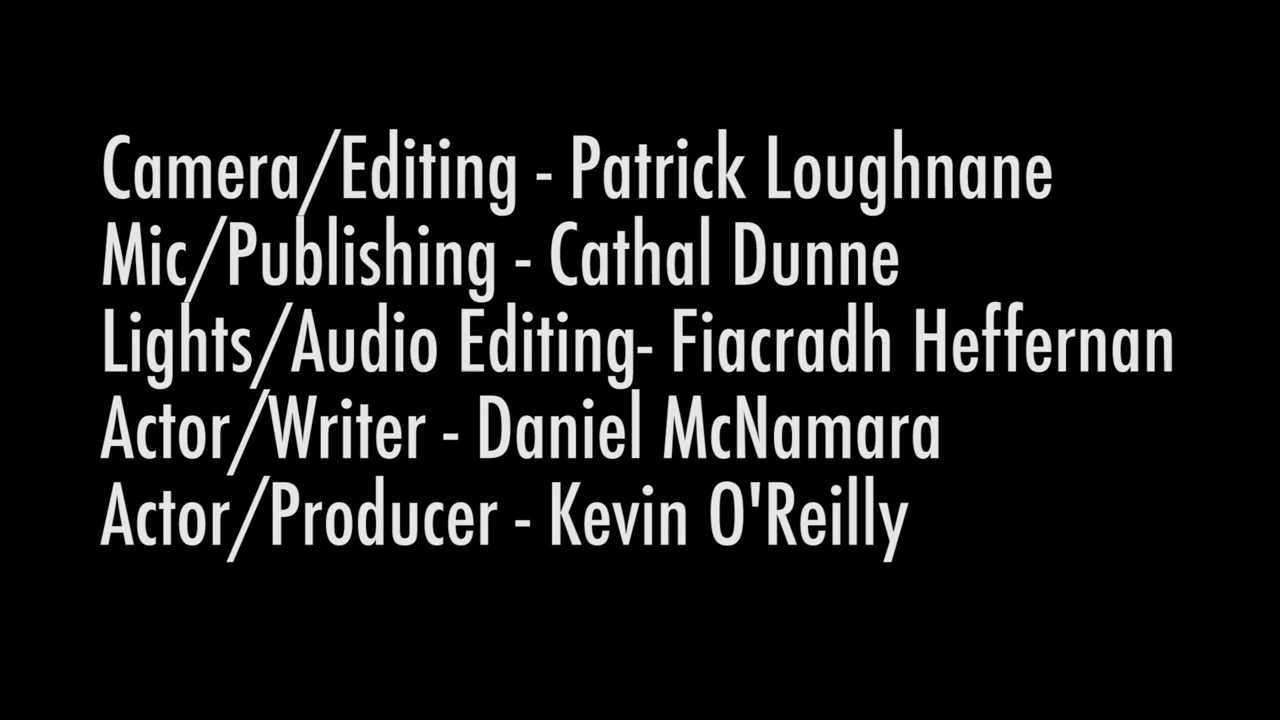 Camera/Editing - Patrick Loughnane
Mic/Publishing - Cathal Dunne
Lights/Audio Editing- Fiacradh Heffernan
Actor/Writer - Daniel McNamara
Actor/Producer - Kevin O'Reilly